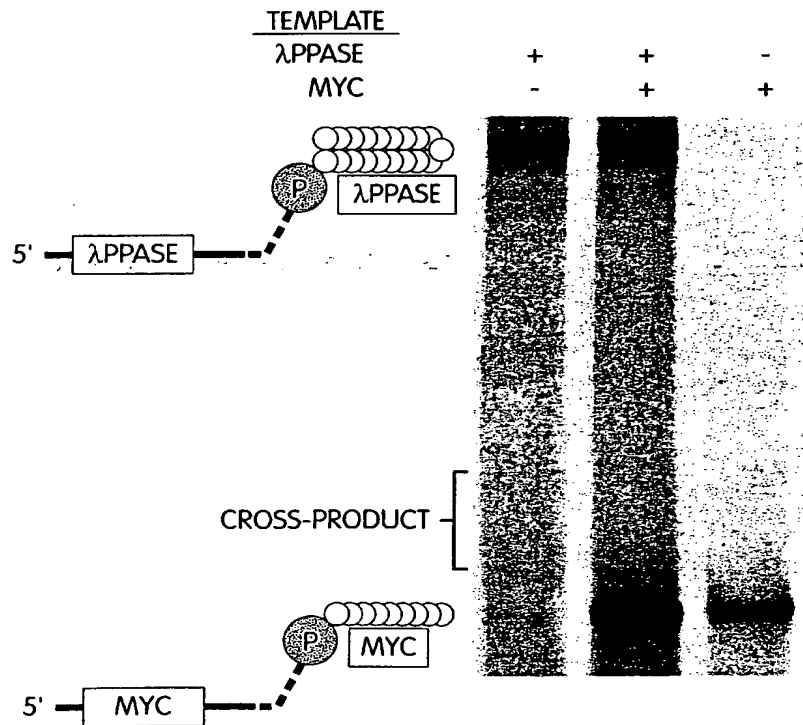 TEMPLATE
λPPASE + + -
MYC - + +
P
λPPASE
5' λPPASE
CROSS-PRODUCT
P
MYC
5' MYC